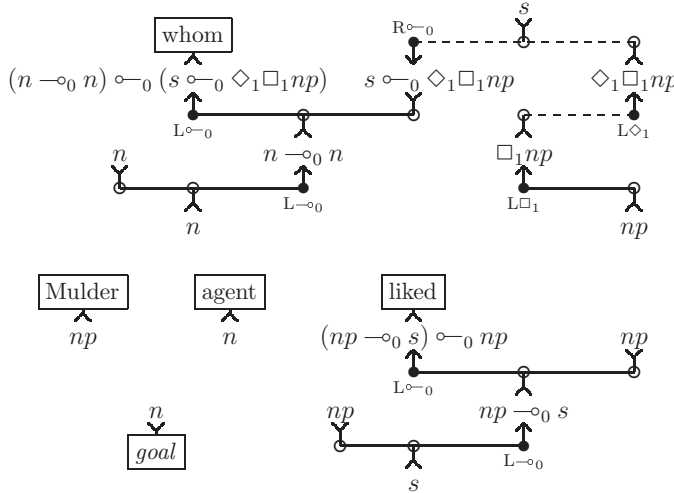 s
whom R⟜₀
(n ⊸₀ n) ⟜₀ (s ⟜₀ ◇₁□₁np) s ⟜₀ ◇₁□₁np ◇₁□₁np
L⟜₀ L◇₁
n n ⊸₀ n □₁np
L⊸₀ L□₁
n np
Mulder agent liked
np n (np ⊸₀ s) ⟜₀ np np
L⟜₀
n np np ⊸₀ s
goal L⊸₀
s